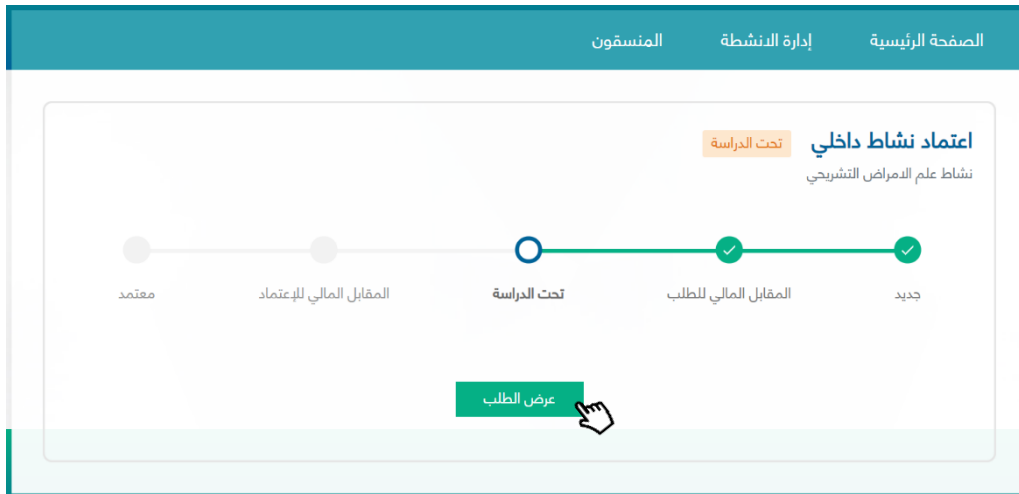 الصفحة الرئيسية إدارة الانشطة المنسقون
اعتماد نشاط داخلي تحت الدراسة
نشاط علم الامراض التشريحي
جديد المقابل المالي للطلب تحت الدراسة المقابل المالي للإعتماد معتمد
عرض الطلب